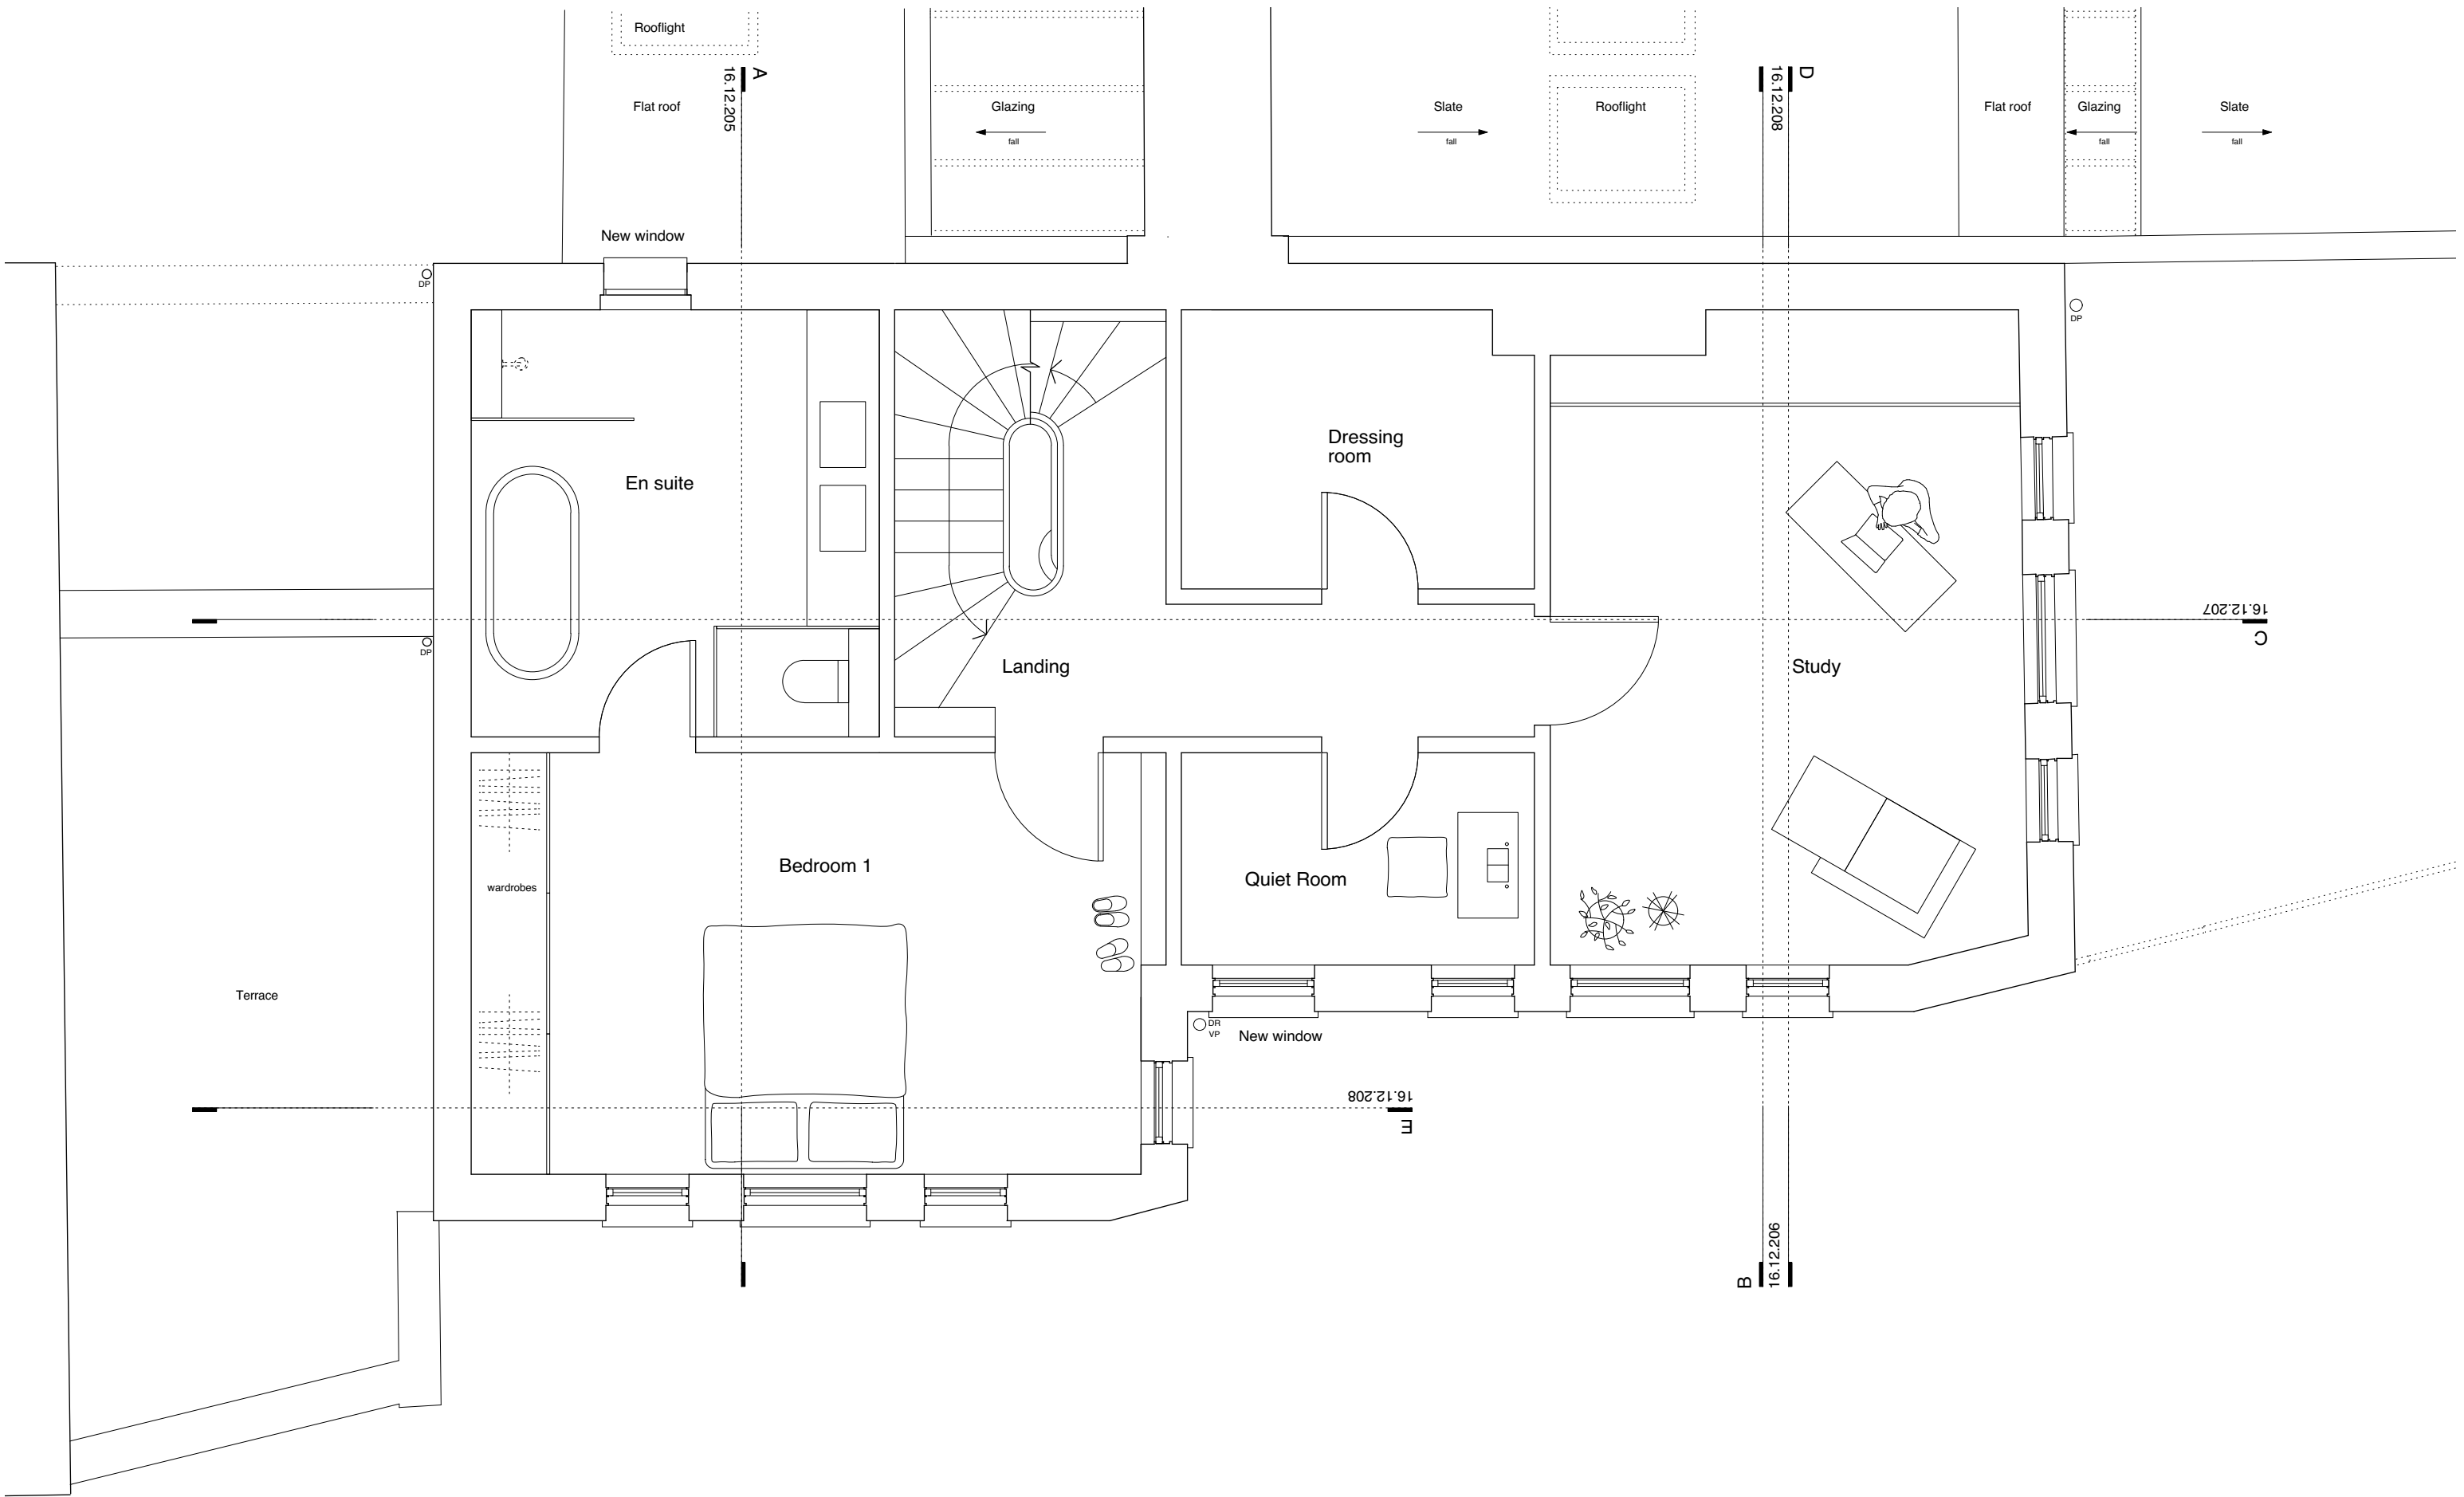 Rooflight
A
16.12.205
D
16.12.208
Flat roof
Glazing
fall
Slate
fall
Rooflight
Flat roof
Glazing
fall
Slate
fall
New window
DP
DP
Dressing
room
En suite
16.12.207
C
DP
Landing
Study
Bedroom 1
Quiet Room
wardrobes
Terrace
DR
VP
New window
16.12.208
E
16.12.206
B